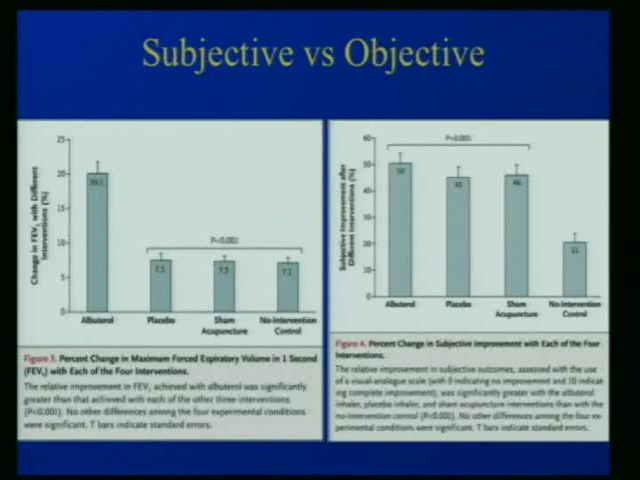 Subjective vs Objective
Change in FEV1 with Different
Interventions (%)
25
20
15
10
5
0
20.1
7.5
7.3
7.1
P<0.001
Albuterol
Placebo
Sham
Acupuncture
No-Intervention
Control
Figure 3. Percent Change in Maximum Forced Expiratory Volume in 1 Second
(FEV1) with Each of the Four Interventions.
The relative improvement in FEV1 achieved with albuterol was significantly
greater than that achieved with each of the other three interventions
(P<0.001). No other differences among the four experimental conditions
were significant. T bars indicate standard errors.
Subjective Improvement after
Different Interventions (%)
60
50
40
30
20
10
0
50
45
46
21
P<0.001
Albuterol
Placebo
Sham
Acupuncture
No-Intervention
Control
Figure 4. Percent Change in Subjective Improvement with Each of the Four
Interventions.
The relative improvement in subjective outcomes, assessed with the use
of a visual-analogue scale (with 0 indicating no improvement and 10 indicat-
ing complete improvement), was significantly greater with the albuterol
inhaler, placebo inhaler, and sham acupuncture interventions than with the
no-intervention control (P<0.001). No other differences among the four ex-
perimental conditions were significant. T bars indicate standard errors.